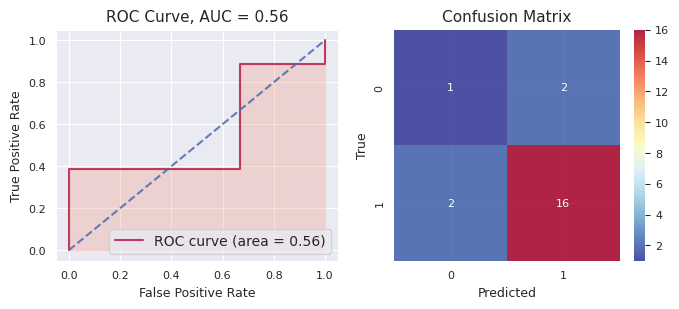 ROC Curve, AUC = 0.56
1.0
0.8
0.6
0.4
0.2
0.0
True Positive Rate
0.0 0.2 0.4 0.6 0.8 1.0
False Positive Rate
ROC curve (area = 0.56)
Confusion Matrix
True
0
1
1 2
2 16
0 1
Predicted
16
14
12
10
8
6
4
2